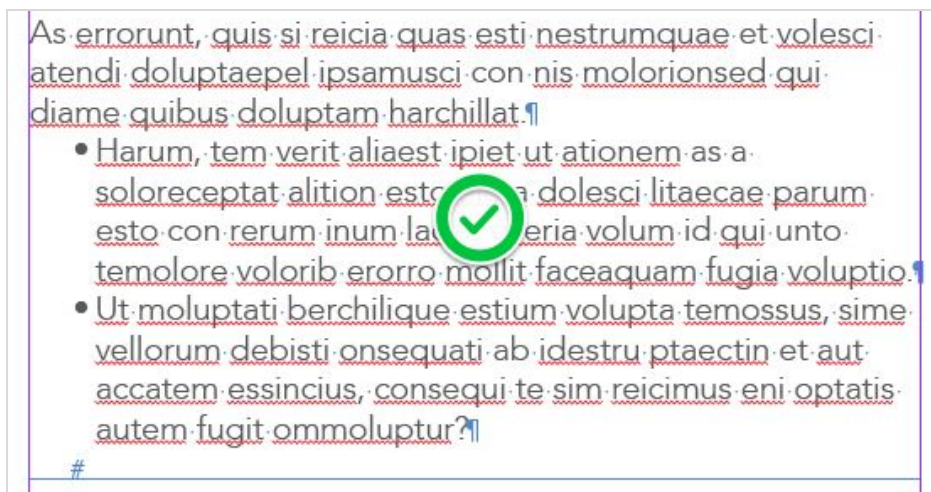 As errorunt, quis si reicia quas esti nestrumquae et volesci
atendi doluptaepel ipsamusci con nis molorionsed qui
diame quibus doluptam harchillat.¶
• Harum, tem verit aliaest ipiet ut ationem as a
soloreceptat alition dolesci litaecae parum
esto con rerum inum volum id qui unto
temolore volorib erorro mollit faceaquam fugia voluptio.¶
• Ut moluptati berchilique estium volupta temossus, sime
vellorum debisti onsequati ab idestru ptaectin et aut
accatem essincius, consequi te sim reicimus eni optatis
autem fugit ommoluptur?¶
#